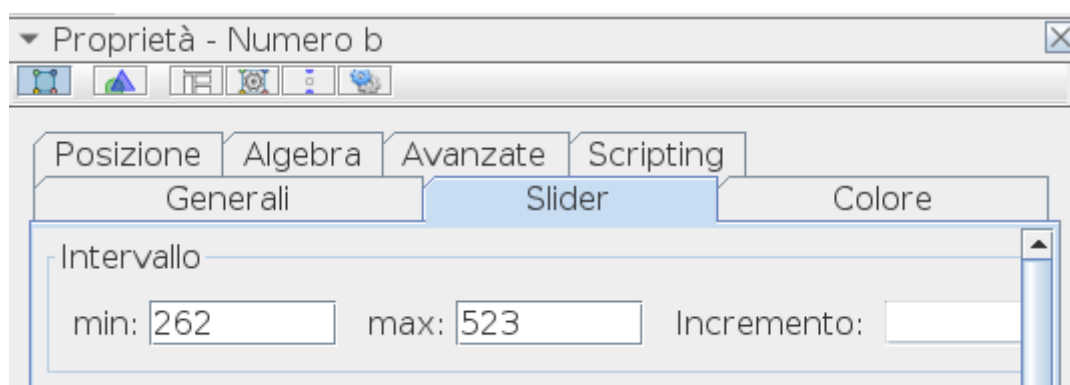 Proprietà - Numero b
Posizione Algebra Avanzate Scripting
Generali Slider Colore
Intervallo
min: 262 max: 523 Incremento: